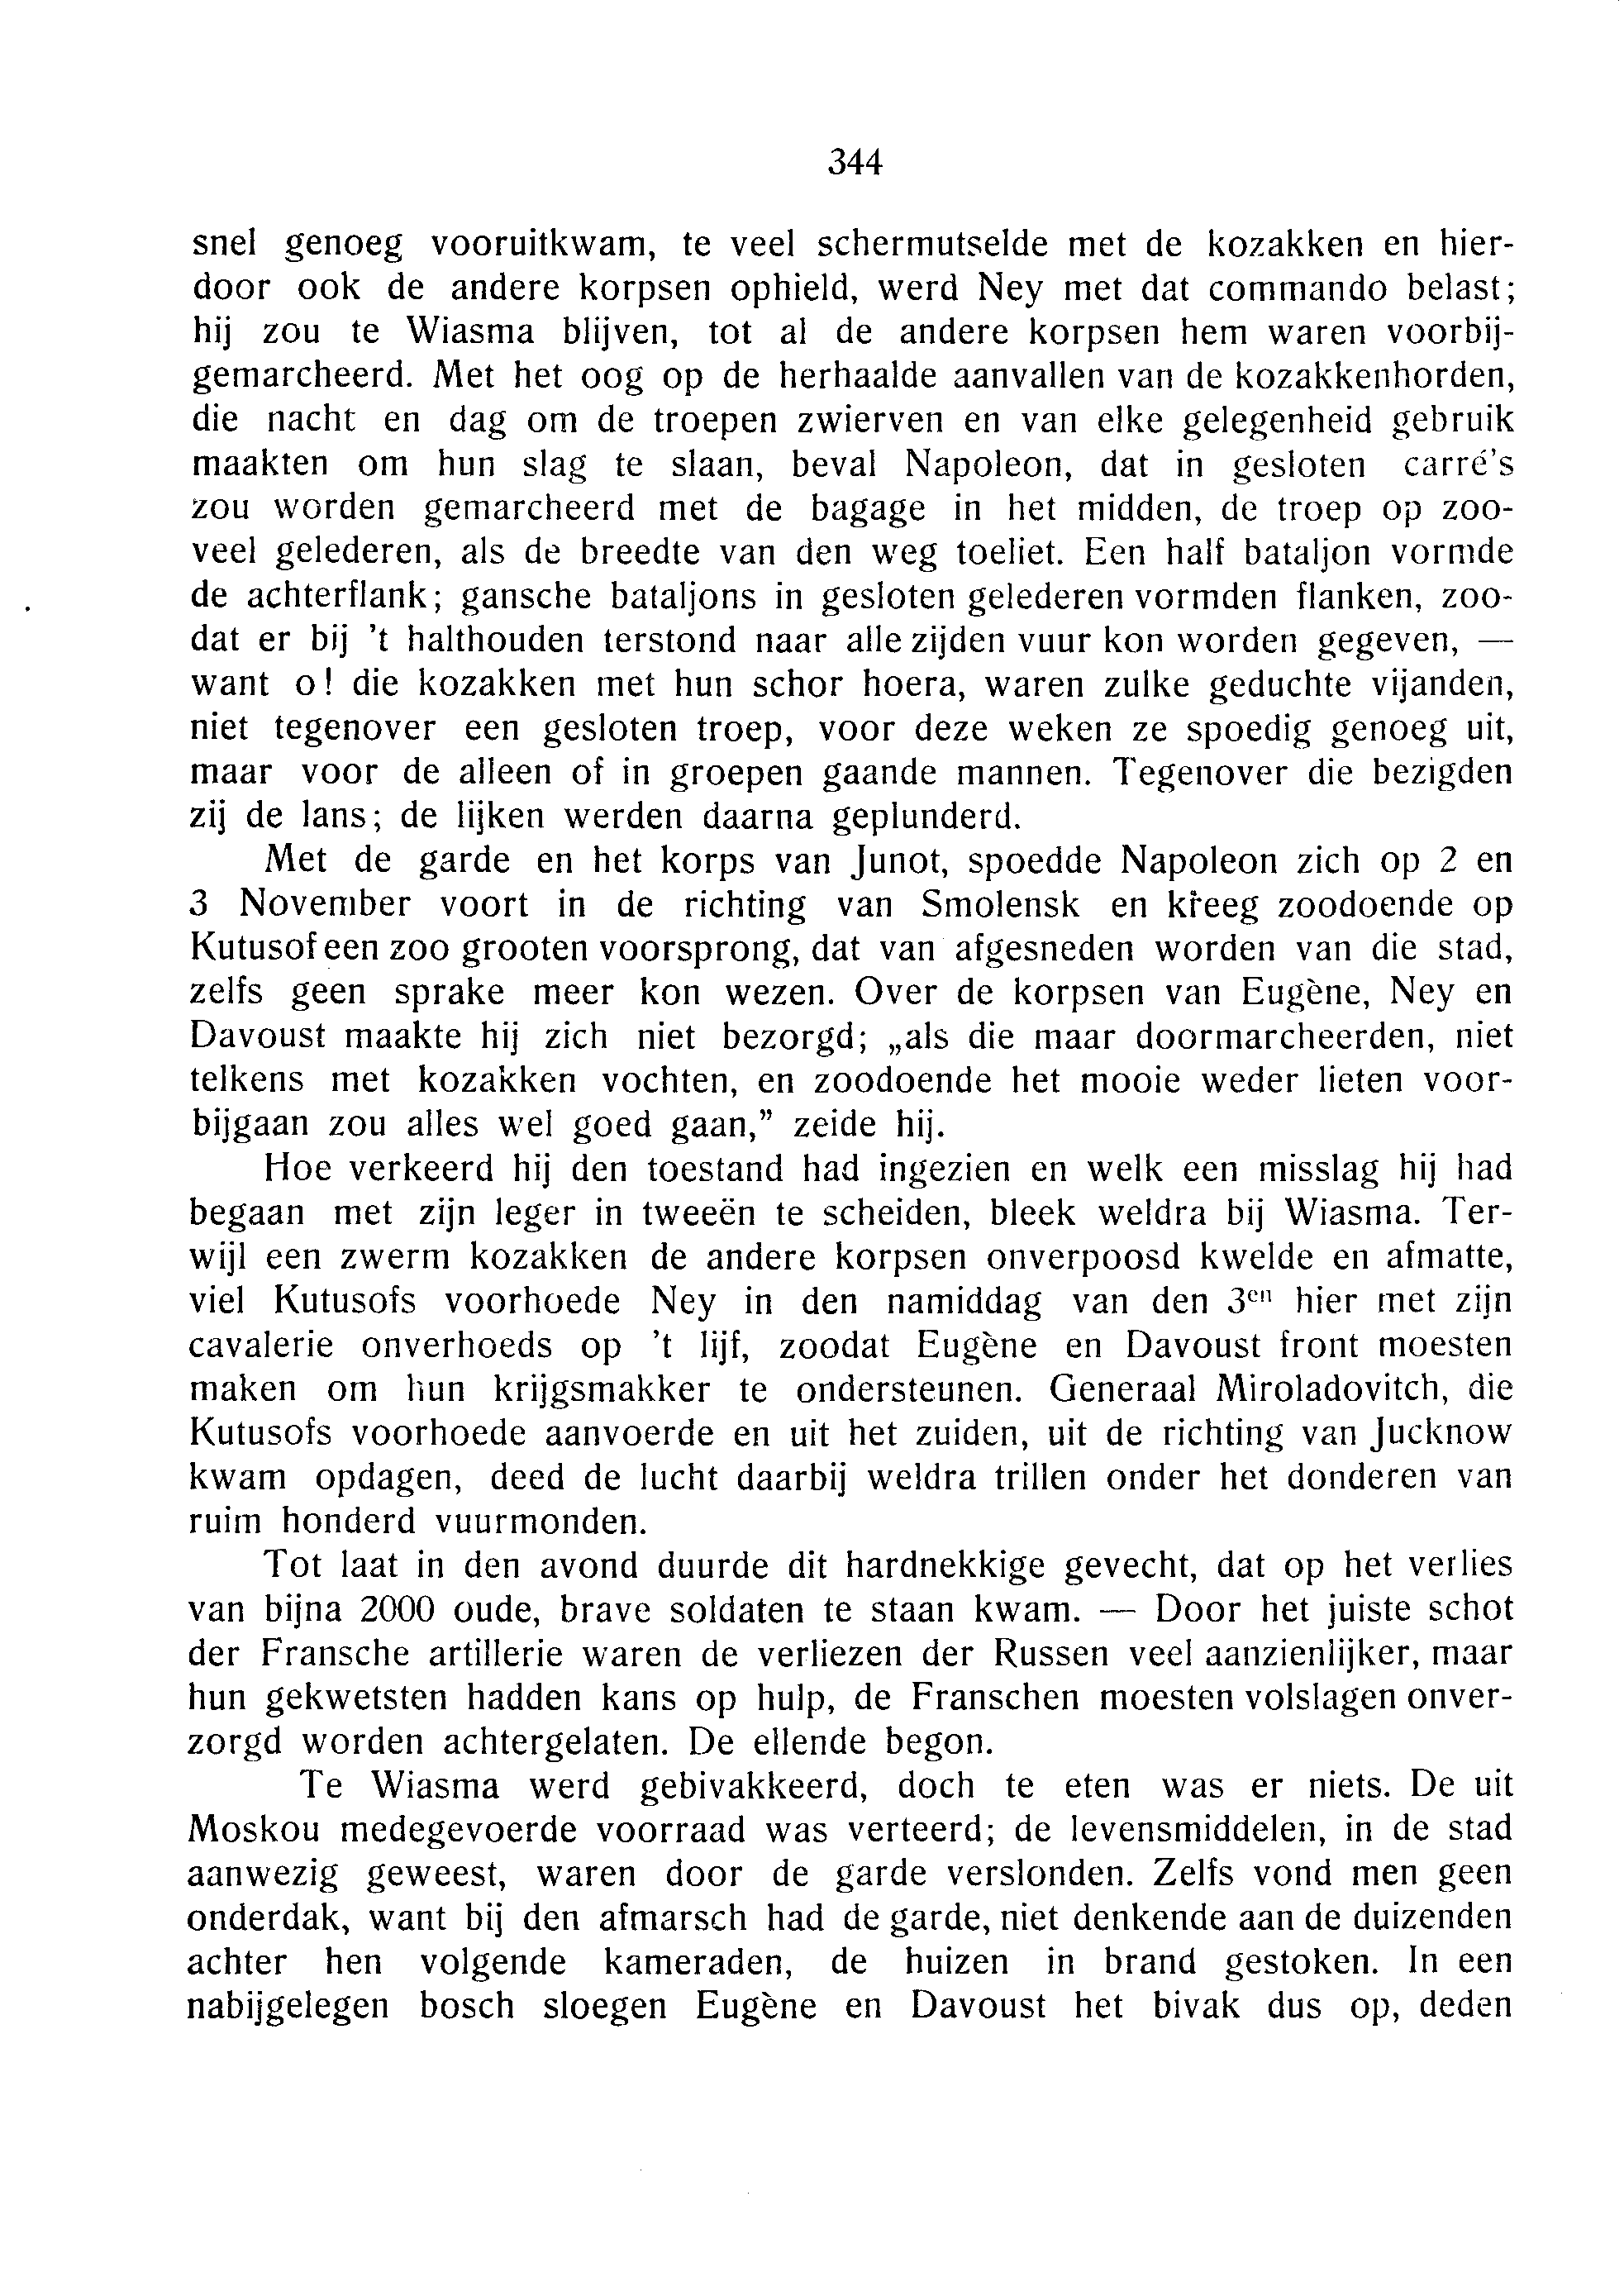 344
snel genoeg vooruitkwam, te veel schermutselde met de kozakken en hier-
door ook de andere korpsen ophield, werd Ney met dat commando belast;
hij zou te Wiasma blijven, tot al de andere korpsen hem waren voorbij-
gemarcheerd. Met het oog op de herhaalde aanvallen van de kozakkenhorden,
die nacht en dag om de troepen zwierven en van elke gelegenheid gebruik
maakten om hun slag te slaan, beval Napoleon, dat in gesloten carré's
zou worden gemarcheerd met de bagage in het midden, de troep op zoo-
veel gelederen, als de breedte van den weg toeliet. Een half bataljon vormde
de achterflank; gansche bataljons in gesloten gelederen vormden flanken, zoo-
dat er bij 't halthouden terstond naar alle zijden vuur kon worden gegeven, —
want o! die kozakken met hun schor hoera, waren zulke geduchte vijanden,
niet tegenover een gesloten troep, voor deze weken ze spoedig genoeg uit,
maar voor de alleen of in groepen gaande mannen. Tegenover die bezigden
zij de lans; de lijken werden daarna geplunderd.
Met de garde en het korps van Junot, spoedde Napoleon zich op 2 en
3 November voort in de richting van Smolensk en kreeg zoodoende op
Kutusof een zoo grooten voorsprong, dat van afgesneden worden van die stad,
zelfs geen sprake meer kon wezen. Over de korpsen van Eugène, Ney en
Davoust maakte hij zich niet bezorgd; „als die maar doormarcheerden, niet
telkens met kozakken vochten, en zoodoende het mooie weder lieten voor-
bijgaan zou alles wel goed gaan,” zeide hij.
Hoe verkeerd hij den toestand had ingezien en welk een misslag hij had
begaan met zijn leger in tweeën te scheiden, bleek weldra bij Wiasma. Ter-
wijl een zwerm kozakken de andere korpsen onverpoosd kwelde en afmatte,
viel Kutusofs voorhoede Ney in den namiddag van den 3en hier met zijn
cavalerie onverhoeds op 't lijf, zoodat Eugène en Davoust front moesten
maken om hun krijgsmakker te ondersteunen. Generaal Miroladovitch, die
Kutusofs voorhoede aanvoerde en uit het zuiden, uit de richting van Jucknow
kwam opdagen, deed de lucht daarbij weldra trillen onder het donderen van
ruim honderd vuurmonden.
Tot laat in den avond duurde dit hardnekkige gevecht, dat op het verlies
van bijna 2000 oude, brave soldaten te staan kwam. — Door het juiste schot
der Fransche artillerie waren de verliezen der Russen veel aanzienlijker, maar
hun gekwetsten hadden kans op hulp, de Franschen moesten volslagen onver-
zorgd worden achtergelaten. De ellende begon.
Te Wiasma werd gebivakkeerd, doch te eten was er niets. De uit
Moskou medegevoerde voorraad was verteerd; de levensmiddelen, in de stad
aanwezig geweest, waren door de garde verslonden. Zelfs vond men geen
onderdak, want bij den afmarsch had de garde, niet denkende aan de duizenden
achter hen volgende kameraden, de huizen in brand gestoken. In een
nabijgelegen bosch sloegen Eugène en Davoust het bivak dus op, deden